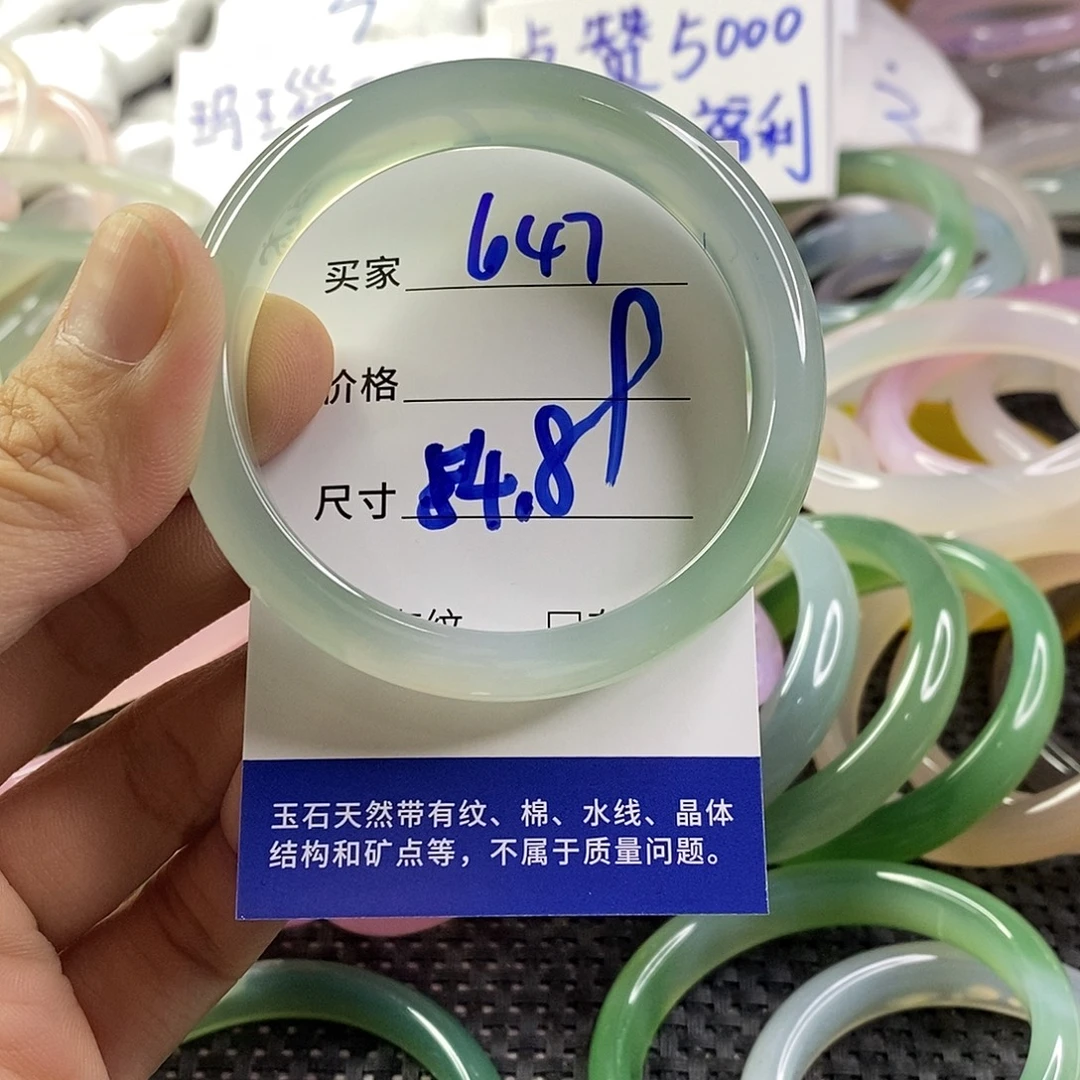 点赞5000
玛瑙
福利
买家 647
价格
尺寸 54.8
有纹 □
玉石天然带有纹、棉、水线、晶体
结构和矿点等，不属于质量问题。